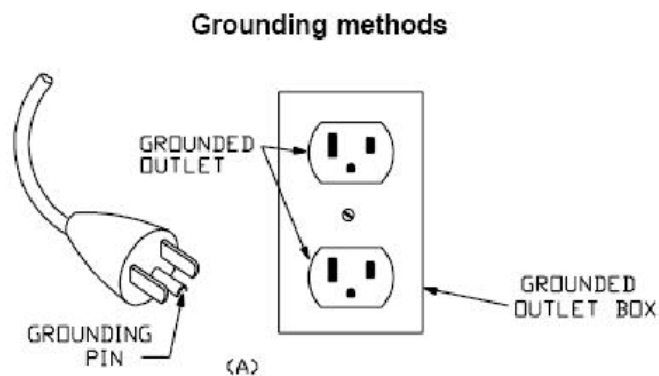 Grounding methods
GROUNDED
OUTLET
GROUNDED
OUTLET BOX
GROUNDING
PIN
(A)